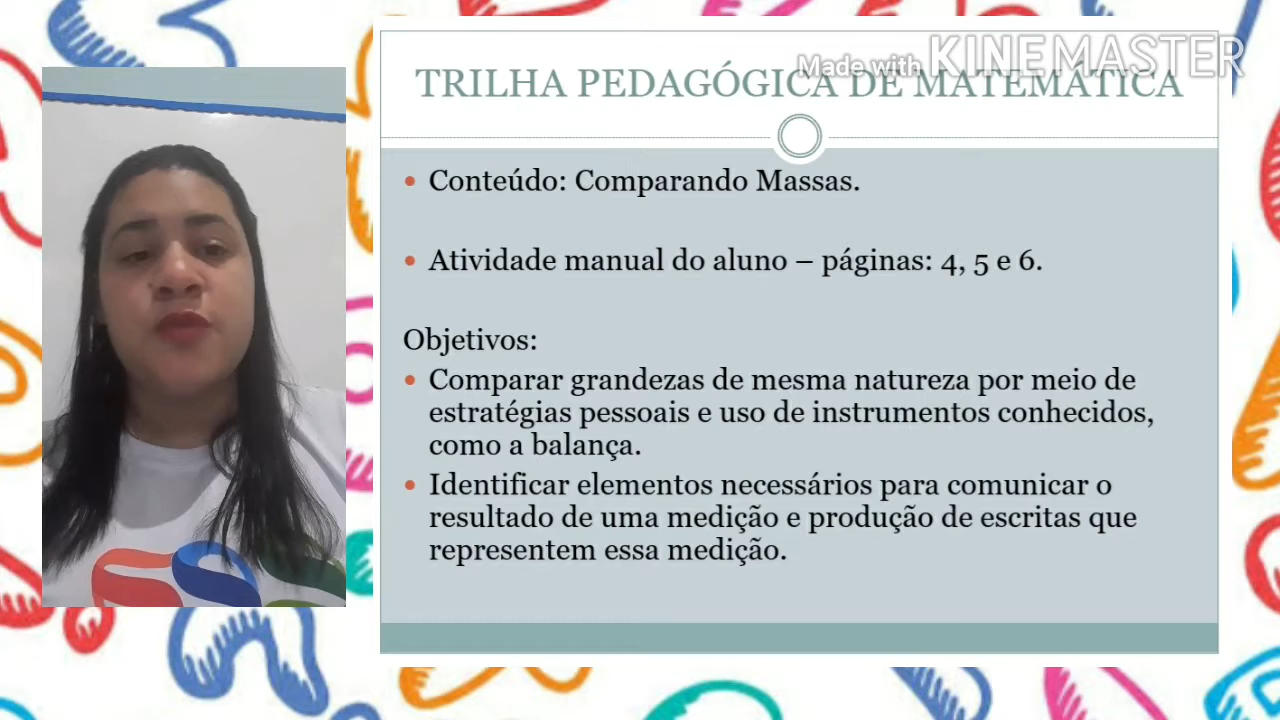 Made with KINEMASTER
TRILHA PEDAGÓGICA DE MATEMÁTICA
• Conteúdo: Comparando Massas.
• Atividade manual do aluno – páginas: 4, 5 e 6.
Objetivos:
• Comparar grandezas de mesma natureza por meio de
estratégias pessoais e uso de instrumentos conhecidos,
como a balança.
• Identificar elementos necessários para comunicar o
resultado de uma medição e produção de escritas que
representem essa medição.